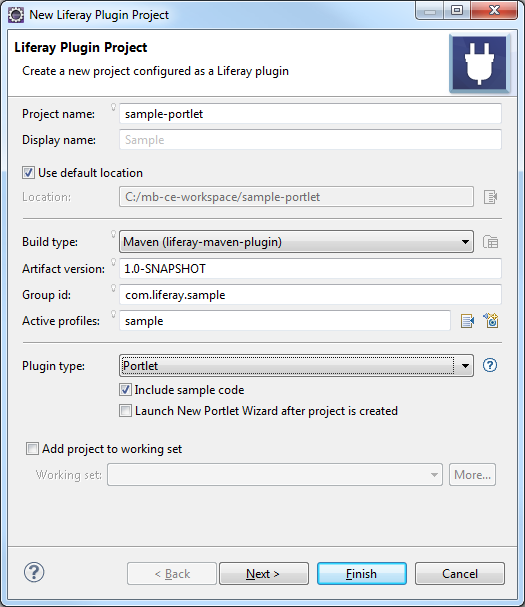 New Liferay Plugin Project
Liferay Plugin Project
Create a new project configured as a Liferay plugin
Project name: sample-portlet
Display name: Sample
Use default location
Location: C:/mb-ce-workspace/sample-portlet
Build type: Maven (liferay-maven-plugin)
Artifact version: 1.0-SNAPSHOT
Group id: com.liferay.sample
Active profiles: sample
Plugin type: Portlet
Include sample code
Launch New Portlet Wizard after project is created
Add project to working set
Working set: More...
< Back Next > Finish Cancel